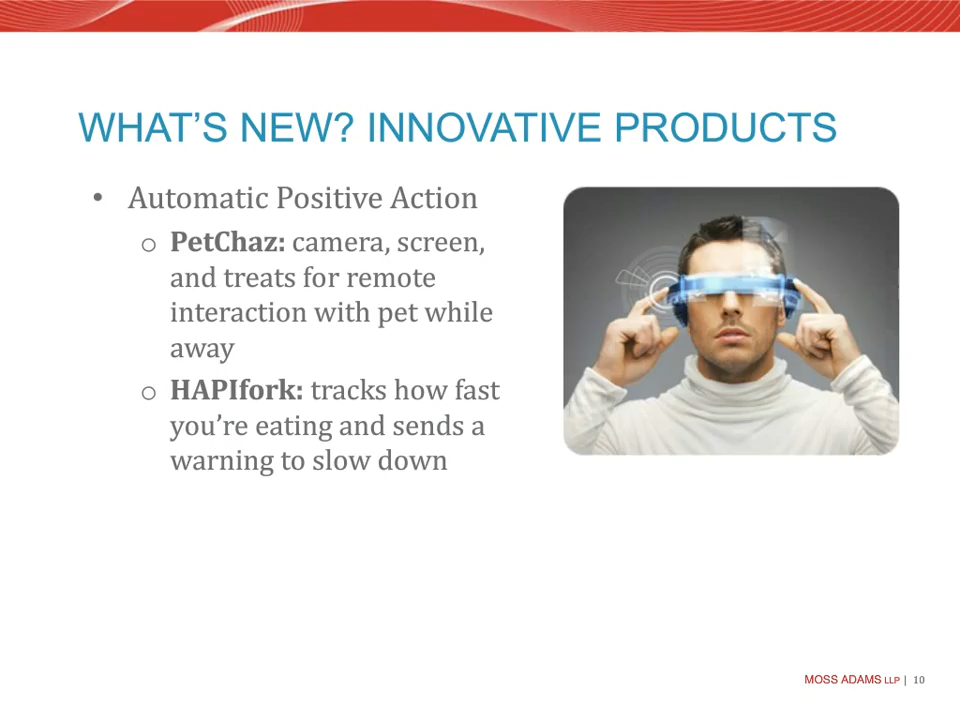 WHAT’S NEW? INNOVATIVE PRODUCTS
• Automatic Positive Action
o PetChaz: camera, screen,
and treats for remote
interaction with pet while
away
o HAPIfork: tracks how fast
you’re eating and sends a
warning to slow down
MOSS ADAMS LLP | 10